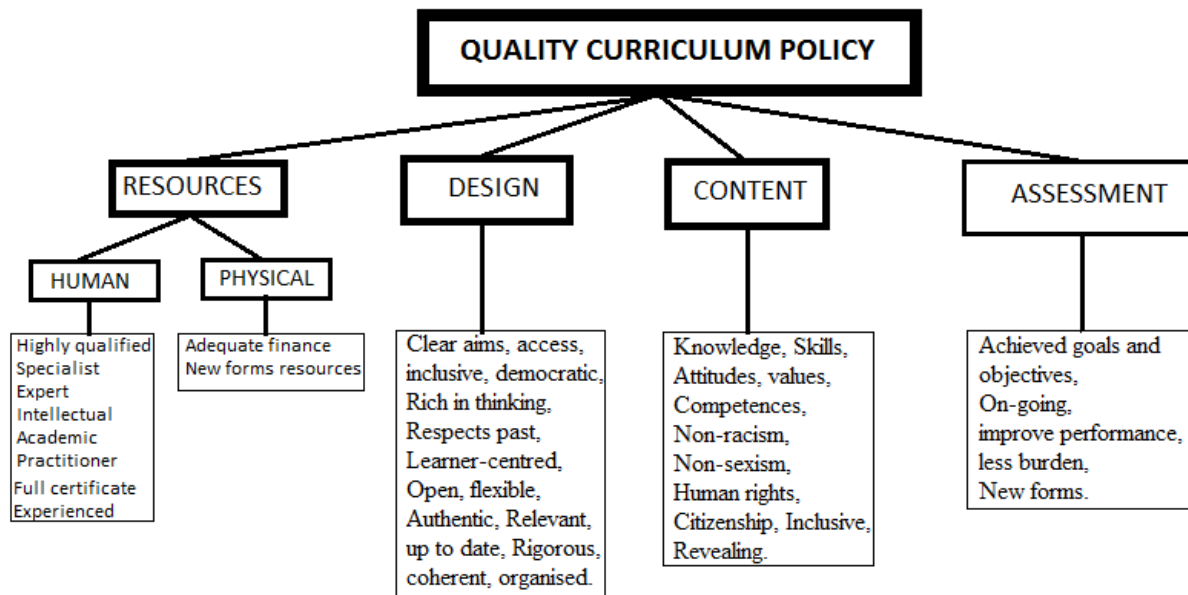 QUALITY CURRICULUM POLICY
RESOURCES
DESIGN
CONTENT
ASSESSMENT
HUMAN
PHYSICAL
Highly qualified
Specialist
Expert
Intellectual
Academic
Practitioner
Full certificate
Experienced
Adequate finance
New forms resources
Clear aims, access,
inclusive, democratic,
Rich in thinking,
Respects past,
Learner-centred,
Open, flexible,
Authentic, Relevant,
up to date, Rigorous,
coherent, organised.
Knowledge, Skills,
Attitudes, values,
Competences,
Non-racism,
Non-sexism,
Human rights,
Citizenship, Inclusive,
Revealing.
Achieved goals and
objectives,
On-going,
improve performance,
less burden,
New forms.